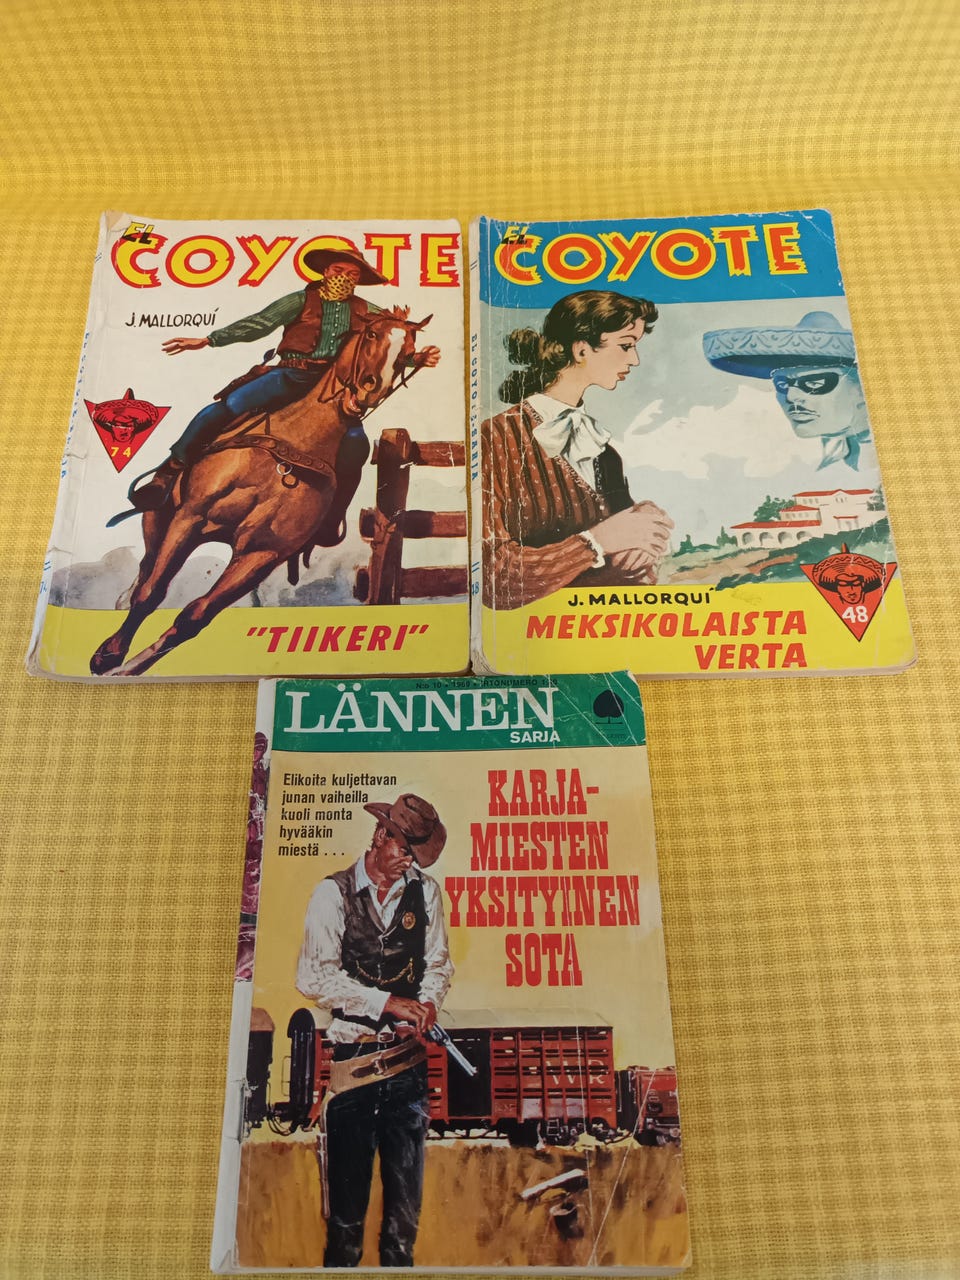 EL
COYOTE
J. MALLORQUÍ
74
"TIIKERI"
EL
COYOTE
J. MALLORQUÍ
MEKSIKOLAISTA
VERTA
48
LÄNNEN
SARJA
Elikoita kuljettavan
junan vaiheilla
kuoli monta
hyvääkin
miestä . . .
KARJA-
MIESTEN
YKSITYINEN
SOTA